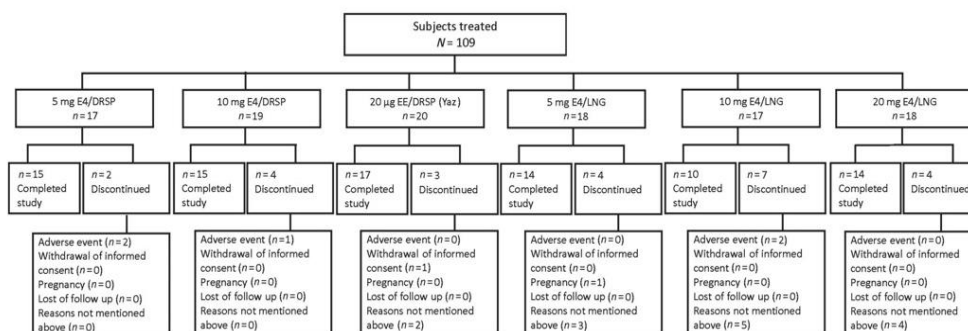 Subjects treated
N = 109
5 mg E4/DRSP
n = 17
10 mg E4/DRSP
n = 19
20 µg EE/DRSP (Yaz)
n = 20
5 mg E4/LNG
n = 18
10 mg E4/LNG
n = 17
20 mg E4/LNG
n = 18
n = 15
Completed
study
n = 2
Discontinued
n = 15
Completed
study
n = 4
Discontinued
n = 17
Completed
study
n = 3
Discontinued
n = 14
Completed
study
n = 4
Discontinued
n = 10
Completed
study
n = 7
Discontinued
n = 14
Completed
study
n = 4
Discontinued
Adverse event (n = 2)
Withdrawal of informed
consent (n = 0)
Pregnancy (n = 0)
Lost of follow up (n = 0)
Reasons not mentioned
above (n = 0)
Adverse event (n = 1)
Withdrawal of informed
consent (n = 0)
Pregnancy (n = 0)
Lost of follow up (n = 0)
Reasons not mentioned
above (n = 0)
Adverse event (n = 0)
Withdrawal of informed
consent (n = 1)
Pregnancy (n = 0)
Lost of follow up (n = 0)
Reasons not mentioned
above (n = 2)
Adverse event (n = 0)
Withdrawal of informed
consent (n = 0)
Pregnancy (n = 1)
Lost of follow up (n = 0)
Reasons not mentioned
above (n = 3)
Adverse event (n = 2)
Withdrawal of informed
consent (n = 0)
Pregnancy (n = 0)
Lost of follow up (n = 0)
Reasons not mentioned
above (n = 5)
Adverse event (n = 0)
Withdrawal of informed
consent (n = 0)
Pregnancy (n = 0)
Lost of follow up (n = 0)
Reasons not mentioned
above (n = 4)